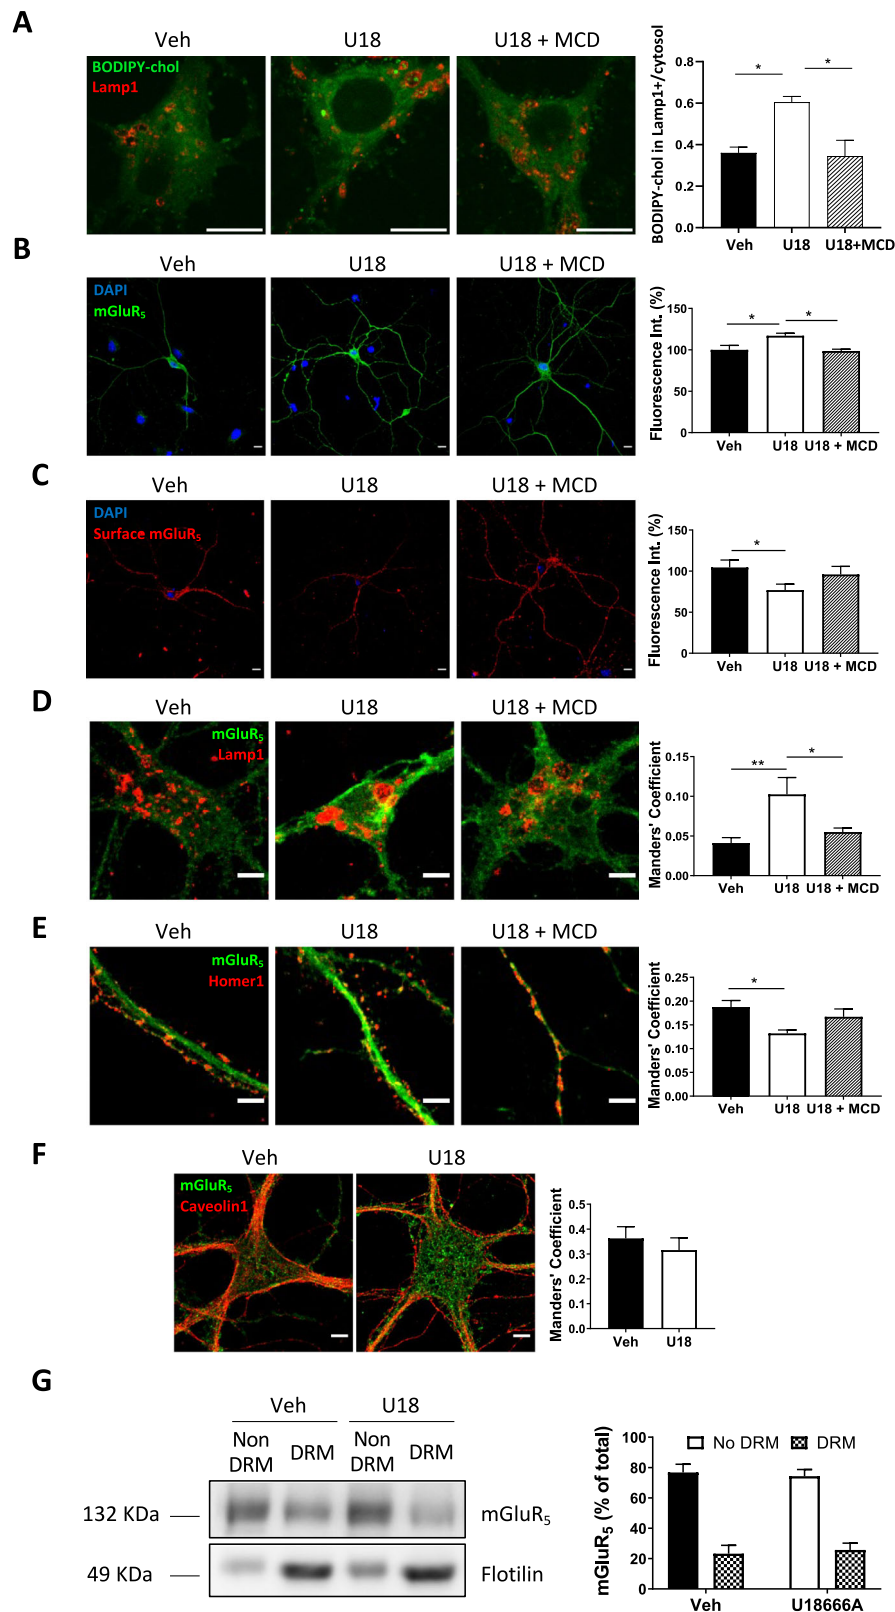 A
Veh
U18
U18 + MCD
BODIPY-chol
Lamp1
BODIPY-chol in Lamp1+/cytosol
0.8
0.6
0.4
0.2
0.0
*
*
Veh
U18
U18+MCD
B
Veh
U18
U18 + MCD
DAPI
mGluR5
Fluorescence Int. (%)
150
100
50
0
*
*
Veh
U18
U18 + MCD
C
Veh
U18
U18 + MCD
DAPI
Surface mGluR5
Fluorescence Int. (%)
150
100
50
0
*
Veh
U18
U18 + MCD
D
Veh
U18
U18 + MCD
mGluR5
Lamp1
Manders' Coefficient
0.15
0.10
0.05
0.00
**
*
Veh
U18
U18 + MCD
E
Veh
U18
U18 + MCD
mGluR5
Homer1
Manders' Coefficient
0.25
0.20
0.15
0.10
0.05
0.00
*
Veh
U18
U18 + MCD
F
Veh
U18
mGluR5
Caveolin1
Manders' Coefficient
0.5
0.4
0.3
0.2
0.1
0.0
Veh
U18
G
Veh
U18
Non DRM
DRM
Non DRM
DRM
132 KDa
mGluR5
49 KDa
Flotilin
mGluR5 (% of total)
100
80
60
40
20
0
No DRM
DRM
Veh
U18666A